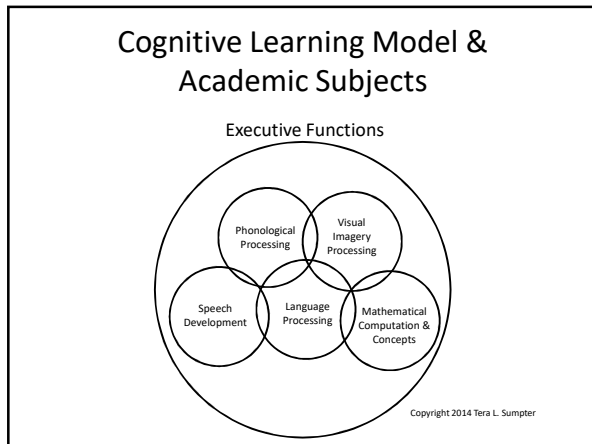 Cognitive Learning Model &
Academic Subjects
Executive Functions
Phonological
Processing
Visual
Imagery
Processing
Speech
Development
Language
Processing
Mathematical
Computation &
Concepts
Copyright 2014 Tera L. Sumpter